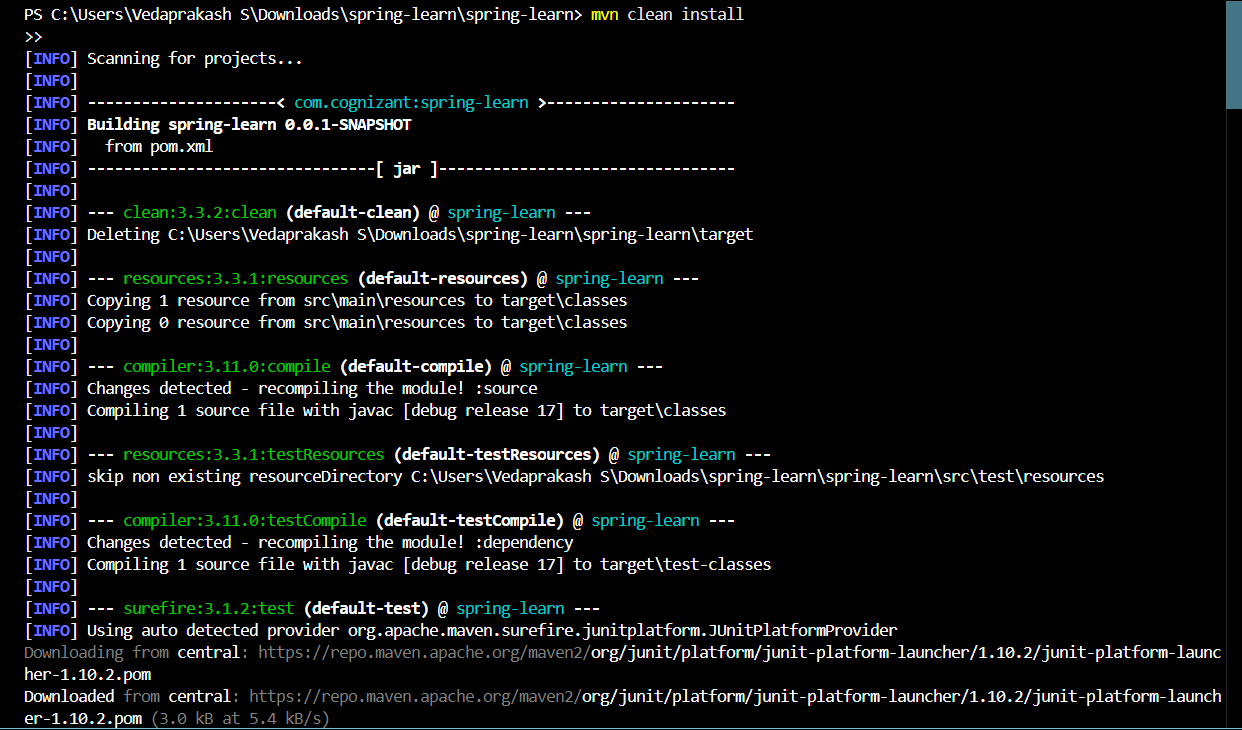 PS C:\Users\Vedaprakash S\Downloads\spring-learn\spring-learn> mvn clean install
>>
[INFO] Scanning for projects...
[INFO]
[INFO] ---------------------< com.cognizant:spring-learn >---------------------
[INFO] Building spring-learn 0.0.1-SNAPSHOT
[INFO]   from pom.xml
[INFO] --------------------------------[ jar ]---------------------------------
[INFO]
[INFO] --- clean:3.3.2:clean (default-clean) @ spring-learn ---
[INFO] Deleting C:\Users\Vedaprakash S\Downloads\spring-learn\spring-learn\target
[INFO]
[INFO] --- resources:3.3.1:resources (default-resources) @ spring-learn ---
[INFO] Copying 1 resource from src\main\resources to target\classes
[INFO] Copying 0 resource from src\main\resources to target\classes
[INFO]
[INFO] --- compiler:3.11.0:compile (default-compile) @ spring-learn ---
[INFO] Changes detected - recompiling the module! :source
[INFO] Compiling 1 source file with javac [debug release 17] to target\classes
[INFO]
[INFO] --- resources:3.3.1:testResources (default-testResources) @ spring-learn ---
[INFO] skip non existing resourceDirectory C:\Users\Vedaprakash S\Downloads\spring-learn\spring-learn\src\test\resources
[INFO]
[INFO] --- compiler:3.11.0:testCompile (default-testCompile) @ spring-learn ---
[INFO] Changes detected - recompiling the module! :dependency
[INFO] Compiling 1 source file with javac [debug release 17] to target\test-classes
[INFO]
[INFO] --- surefire:3.1.2:test (default-test) @ spring-learn ---
[INFO] Using auto detected provider org.apache.maven.surefire.junitplatform.JUnitPlatformProvider
Downloading from central: https://repo.maven.apache.org/maven2/org/junit/platform/junit-platform-launcher/1.10.2/junit-platform-launc
her-1.10.2.pom
Downloaded from central: https://repo.maven.apache.org/maven2/org/junit/platform/junit-platform-launcher/1.10.2/junit-platform-launch
er-1.10.2.pom (3.0 kB at 5.4 kB/s)